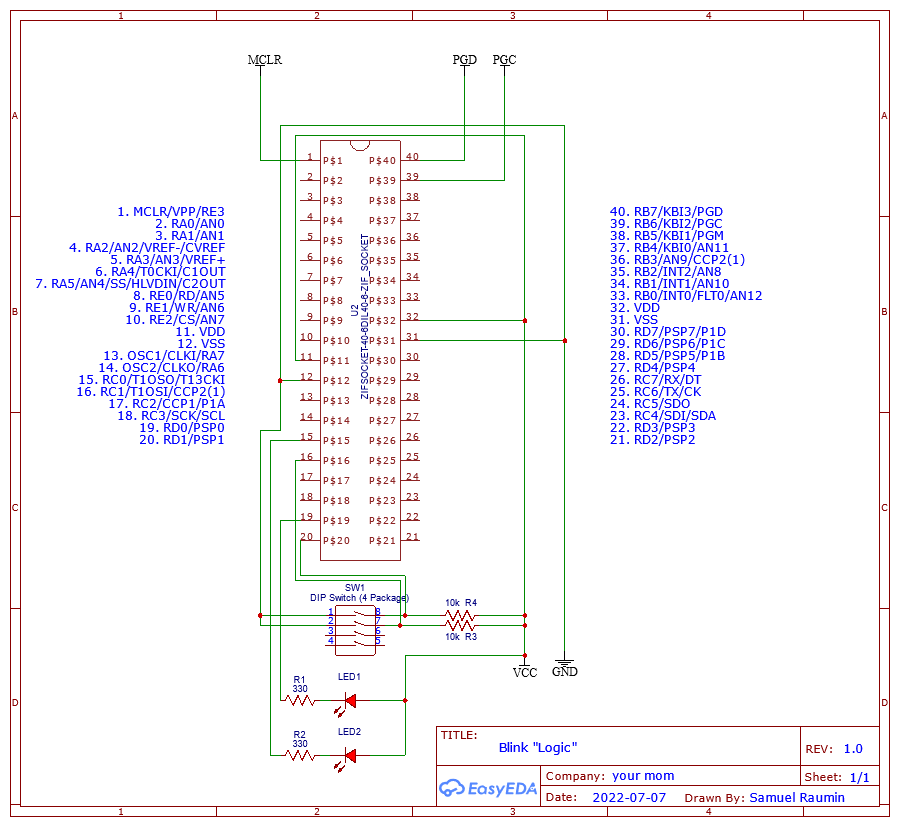 1 2 3 4
MCLR PGD PGC
A A
1 P$1 P$40 40
2 P$2 P$39 39
3 P$3 P$38 38
4 P$4 P$37 37
5 P$5 P$36 36
6 P$6 P$35 35
7 P$7 P$34 34
8 P$8 P$33 33
9 P$9 P$32 32
10 P$10 P$31 31
11 P$11 P$30 30
12 P$12 P$29 29
13 P$13 P$28 28
14 P$14 P$27 27
15 P$15 P$26 26
16 P$16 P$25 25
17 P$17 P$24 24
18 P$18 P$23 23
19 P$19 P$22 22
20 P$20 P$21 21
U2
ZIFSOCKET-40-6DIL40-6-ZIF_SOCKET
1. MCLR/VPP/RE3
2. RA0/AN0
3. RA1/AN1
4. RA2/AN2/VREF-/CVREF
5. RA3/AN3/VREF+
6. RA4/T0CKI/C1OUT
7. RA5/AN4/SS/HLVDIN/C2OUT
8. RE0/RD/AN5
9. RE1/WR/AN6
10. RE2/CS/AN7
11. VDD
12. VSS
13. OSC1/CLKI/RA7
14. OSC2/CLKO/RA6
15. RC0/T1OSO/T13CKI
16. RC1/T1OSI/CCP2(1)
17. RC2/CCP1/P1A
18. RC3/SCK/SCL
19. RD0/PSP0
20. RD1/PSP1
40. RB7/KBI3/PGD
39. RB6/KBI2/PGC
38. RB5/KBI1/PGM
37. RB4/KBI0/AN11
36. RB3/AN9/CCP2(1)
35. RB2/INT2/AN8
34. RB1/INT1/AN10
33. RB0/INT0/FLT0/AN12
32. VDD
31. VSS
30. RD7/PSP7/P1D
29. RD6/PSP6/P1C
28. RD5/PSP5/P1B
27. RD4/PSP4
26. RC7/RX/DT
25. RC6/TX/CK
24. RC5/SDO
23. RC4/SDI/SDA
22. RD3/PSP3
21. RD2/PSP2
B B
C C
SW1
DIP Switch (4 Package)
1 8
2 7
3 6
4 5
10k R4
10k R3
VCC GND
R1
330
LED1
R2
330
LED2
D D
TITLE:
Blink "Logic"
REV: 1.0
EasyEDA
Company: your mom
Sheet: 1/1
Date: 2022-07-07 Drawn By: Samuel Raumin
1 2 3 4